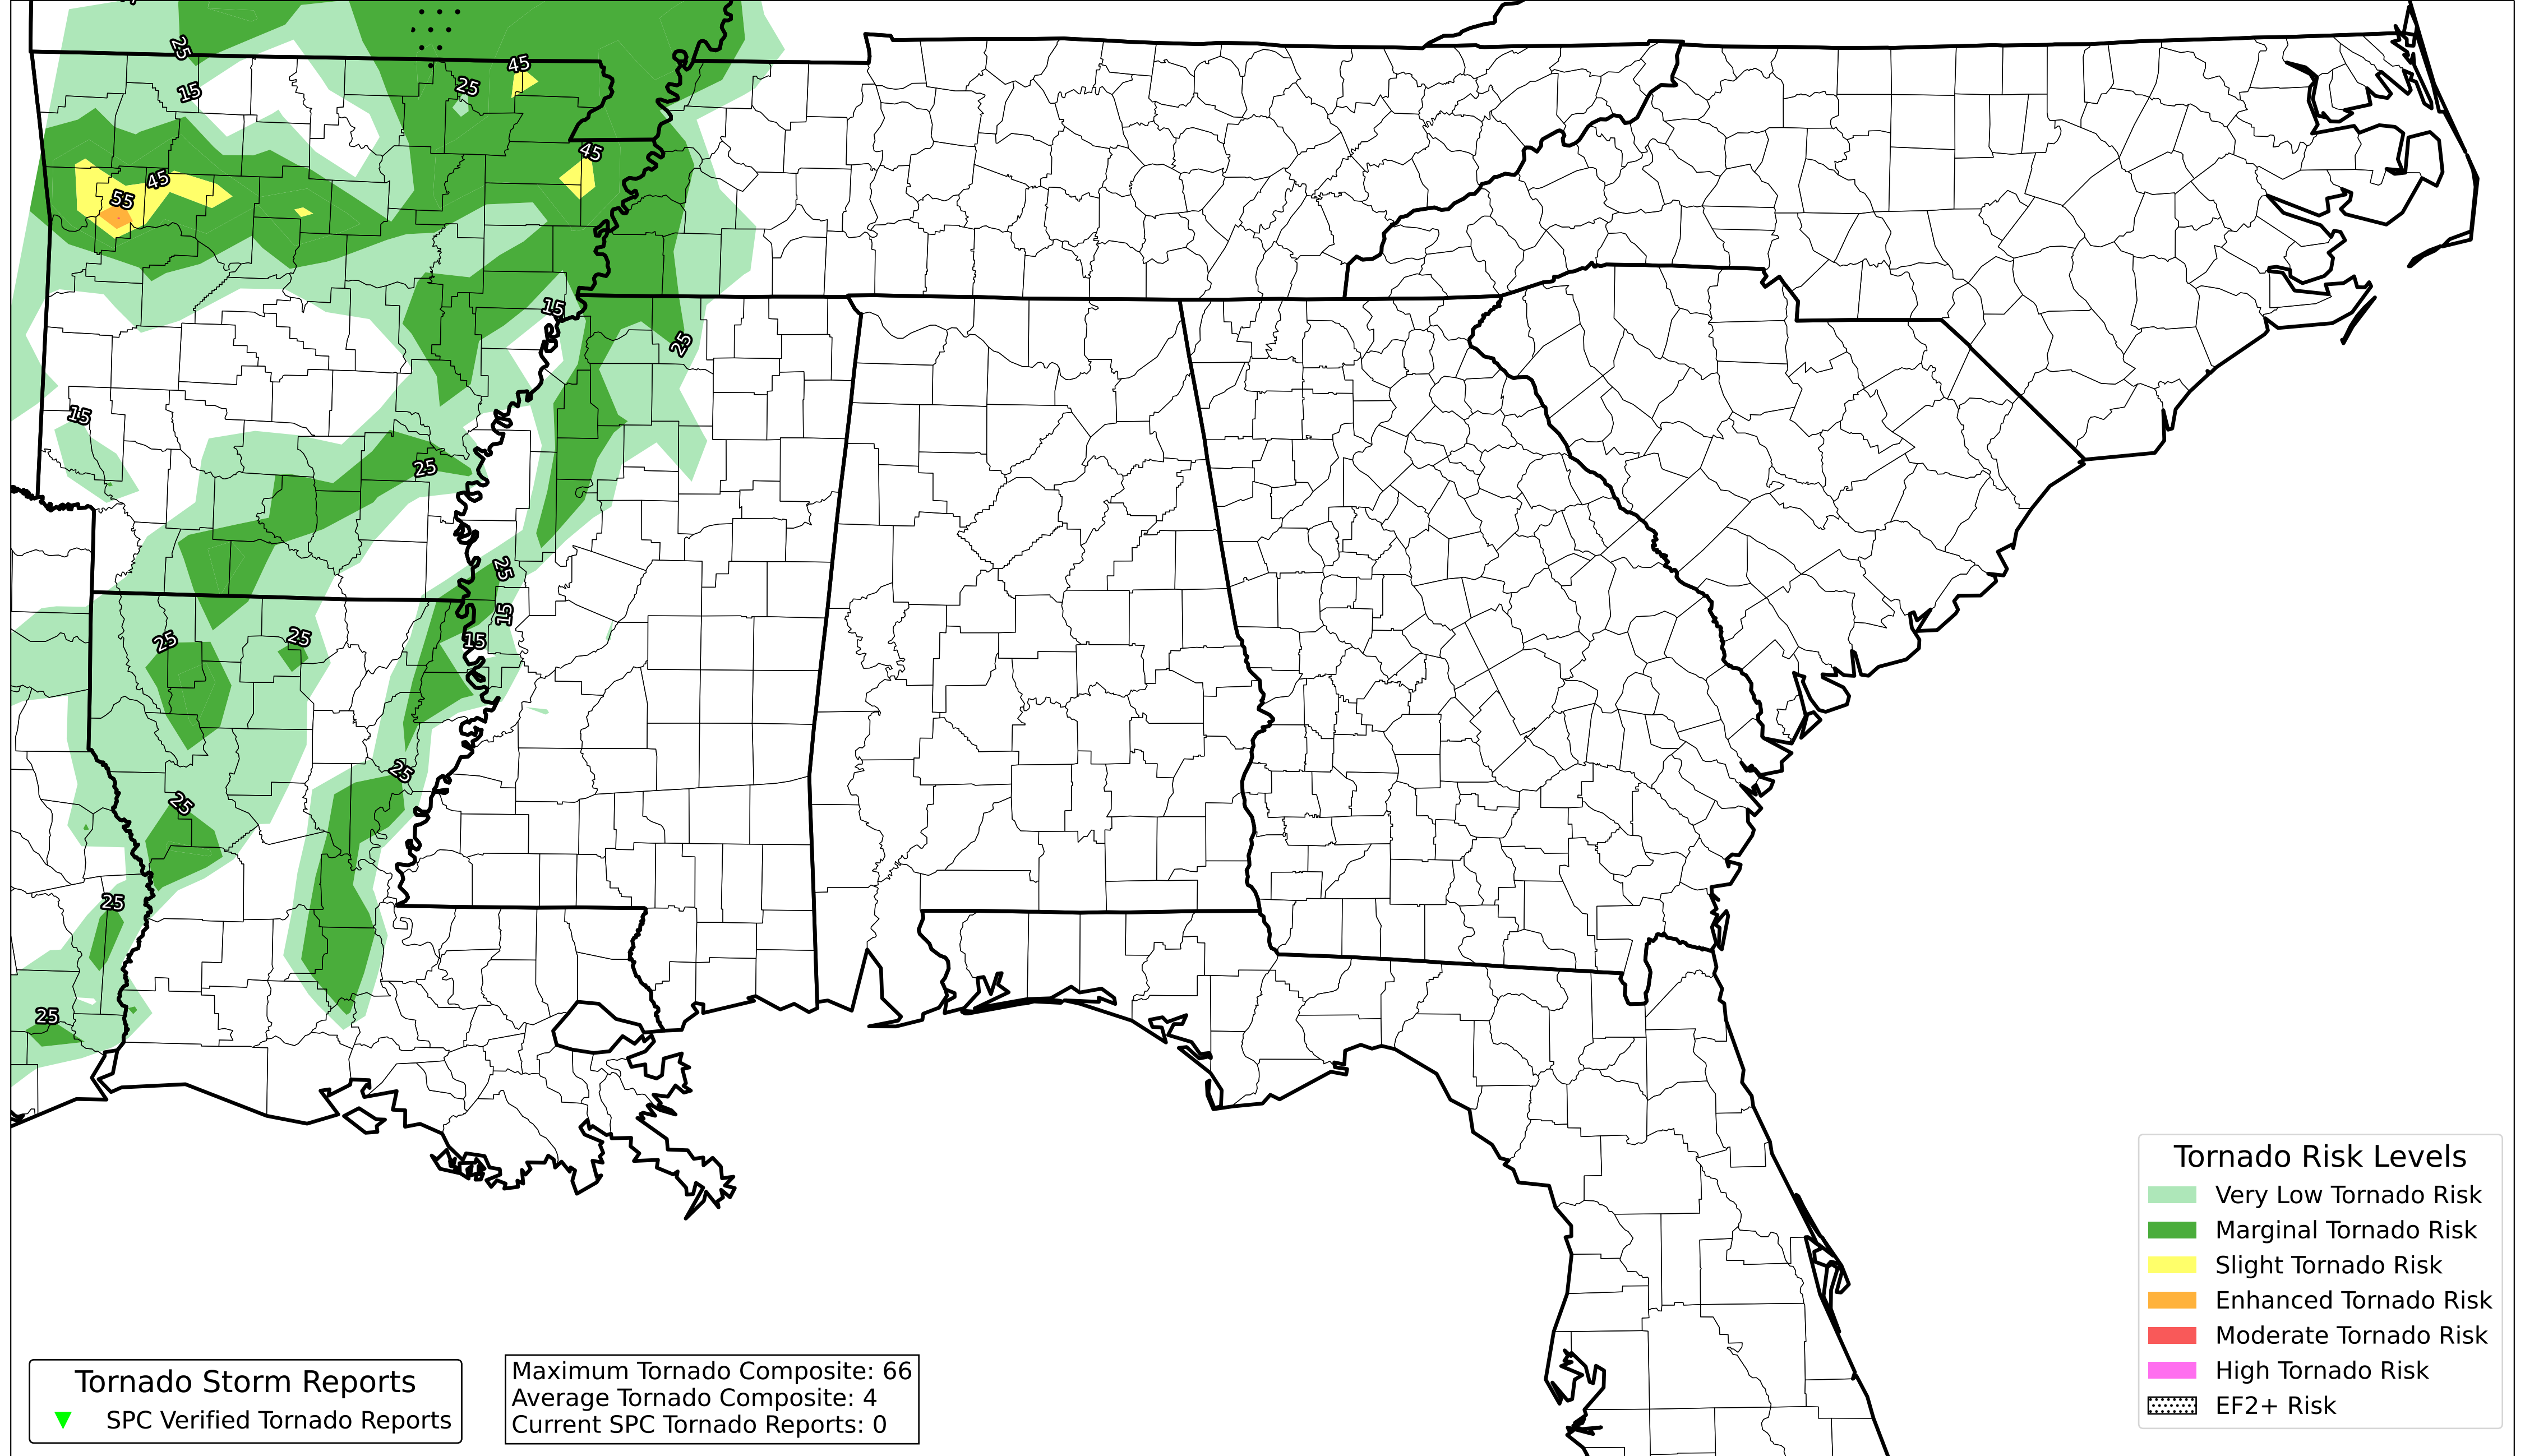 25
45
25
15
45
45
55
15
25
15
25
25
15
25
25
15
25
25
25
25
Tornado Risk Levels
Very Low Tornado Risk
Marginal Tornado Risk
Slight Tornado Risk
Enhanced Tornado Risk
Moderate Tornado Risk
High Tornado Risk
EF2+ Risk
Tornado Storm Reports
SPC Verified Tornado Reports
Maximum Tornado Composite: 66
Average Tornado Composite: 4
Current SPC Tornado Reports: 0